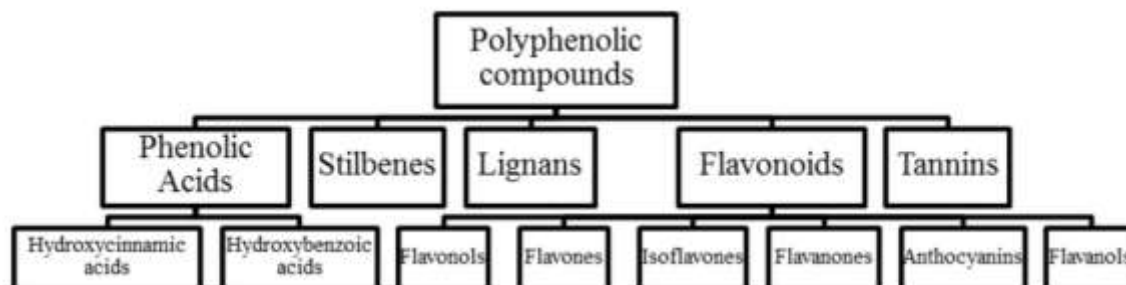 Polyphenolic
compounds
Phenolic
Acids
Stilbenes
Lignans
Flavonoids
Tannins
Hydroxycinnamic
acids
Hydroxybenzoic
acids
Flavonols
Flavones
Isoflavones
Flavanones
Anthocyanins
Flavanols